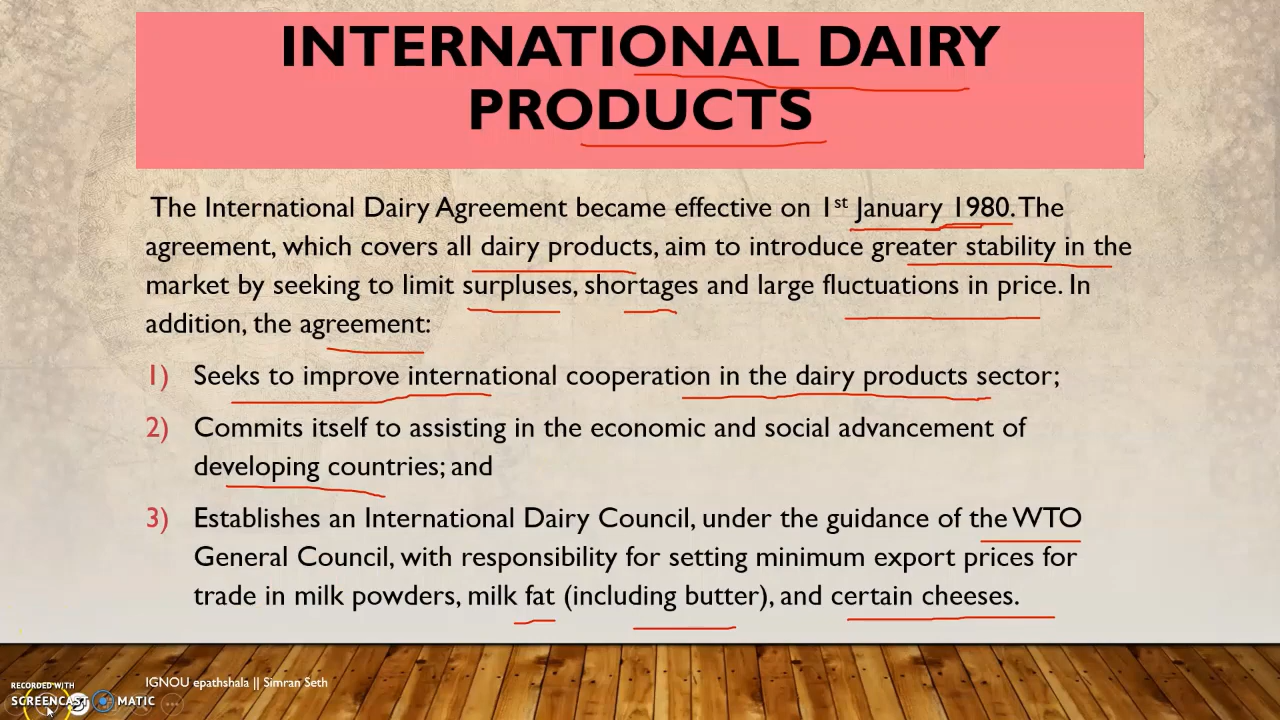 INTERNATIONAL DAIRY
PRODUCTS
The International Dairy Agreement became effective on 1st January 1980. The
agreement, which covers all dairy products, aim to introduce greater stability in the
market by seeking to limit surpluses, shortages and large fluctuations in price. In
addition, the agreement:
1) Seeks to improve international cooperation in the dairy products sector;
2) Commits itself to assisting in the economic and social advancement of
developing countries; and
3) Establishes an International Dairy Council, under the guidance of the WTO
General Council, with responsibility for setting minimum export prices for
trade in milk powders, milk fat (including butter), and certain cheeses.
IGNOU epathshala || Simran Seth
RECORDED WITH
SCREENCAST MATIC